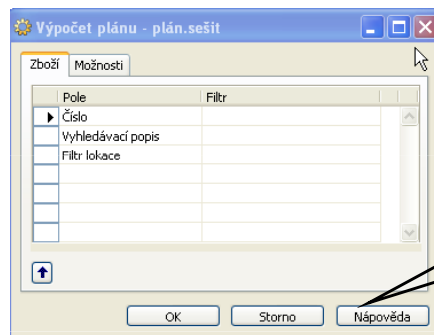 Výpočet plánu - plán.sešit
Zboží Možnosti
Pole Filtr
Číslo
Vyhledávací popis
Filtr lokace
OK Storno Nápověda